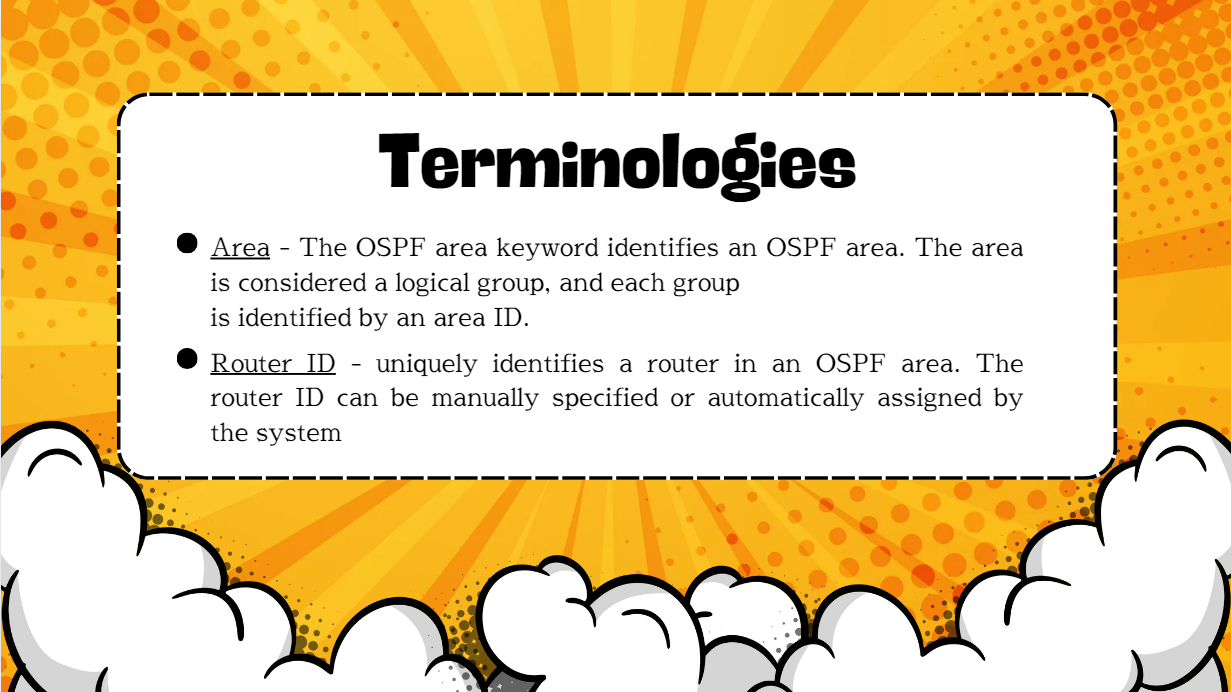 Terminologies
● Area - The OSPF area keyword identifies an OSPF area. The area
is considered a logical group, and each group
is identified by an area ID.
● Router ID - uniquely identifies a router in an OSPF area. The
router ID can be manually specified or automatically assigned by
the system